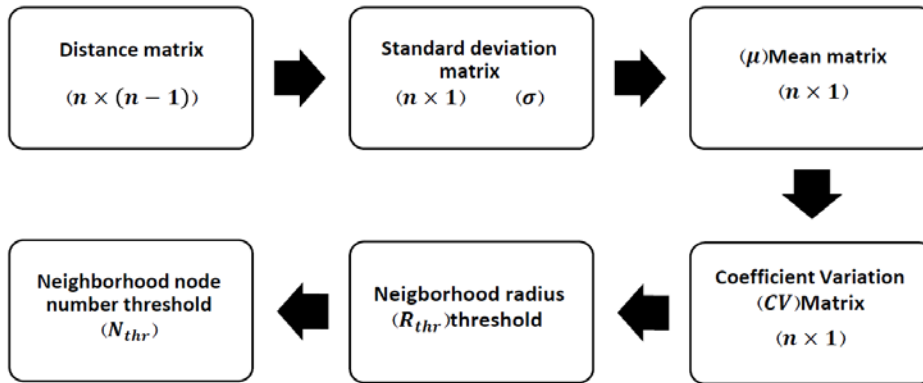 Distance matrix
(n × (n − 1))
Standard deviation
matrix
(n × 1) (σ)
(μ)Mean matrix
(n × 1)
Coefficient Variation
(CV)Matrix
(n × 1)
Neigborhood radius
(R_thr)threshold
Neighborhood node
number threshold
(N_thr)